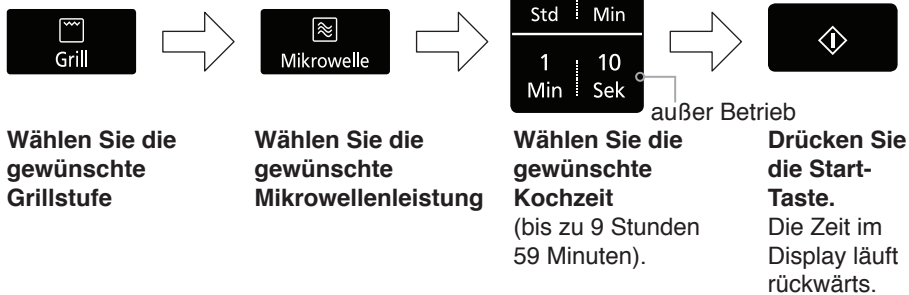 Grill
Mikrowelle
Std Min
1 10
Min Sek
außer Betrieb
Wählen Sie die
gewünschte
Grillstufe
Wählen Sie die
gewünschte
Mikrowellenleistung
Wählen Sie die
gewünschte
Kochzeit
(bis zu 9 Stunden
59 Minuten).
Drücken Sie
die Start-
Taste.
Die Zeit im
Display läuft
rückwärts.